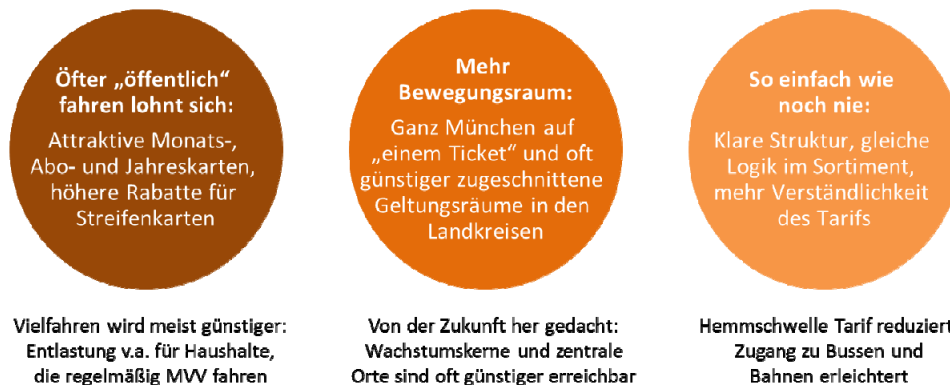 Öfter „öffentlich“
fahren lohnt sich:
Attraktive Monats-,
Abo- und Jahreskarten,
höhere Rabatte für
Streifenkarten
Vielfahren wird meist günstiger:
Entlastung v.a. für Haushalte,
die regelmäßig MVV fahren
Mehr
Bewegungsraum:
Ganz München auf
„einem Ticket“ und oft
günstiger zugeschnittene
Geltungsräume in den
Landkreisen
Von der Zukunft her gedacht:
Wachstumskerne und zentrale
Orte sind oft günstiger erreichbar
So einfach wie
noch nie:
Klare Struktur, gleiche
Logik im Sortiment,
mehr Verständlichkeit
des Tarifs
Hemmschwelle Tarif reduziert
Zugang zu Bussen und
Bahnen erleichtert